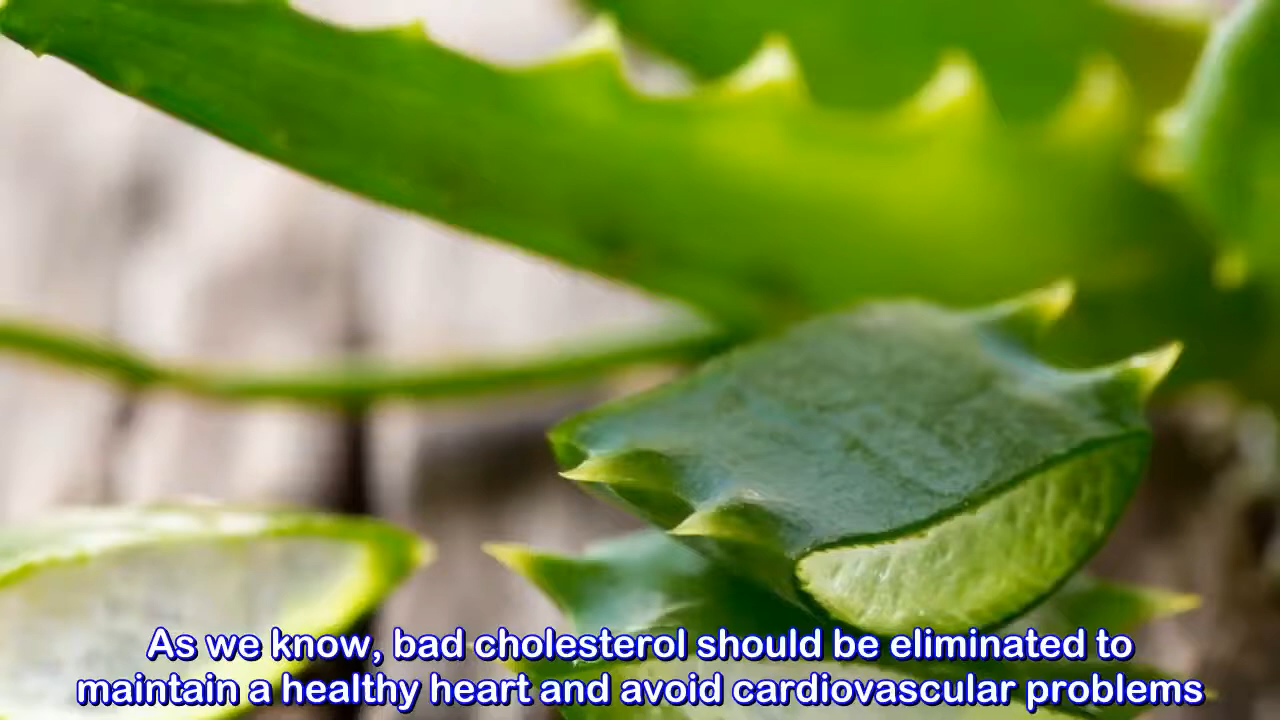 As we know, bad cholesterol should be eliminated to
maintain a healthy heart and avoid cardiovascular problems